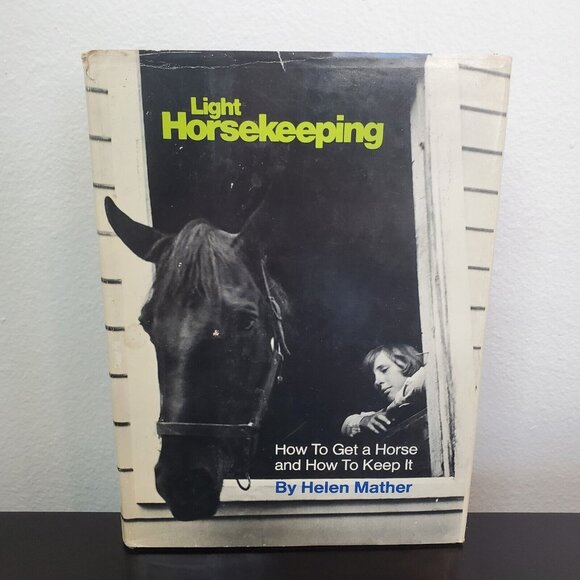 Light
Horsekeeping
How To Get a Horse
and How To Keep It
By Helen Mather